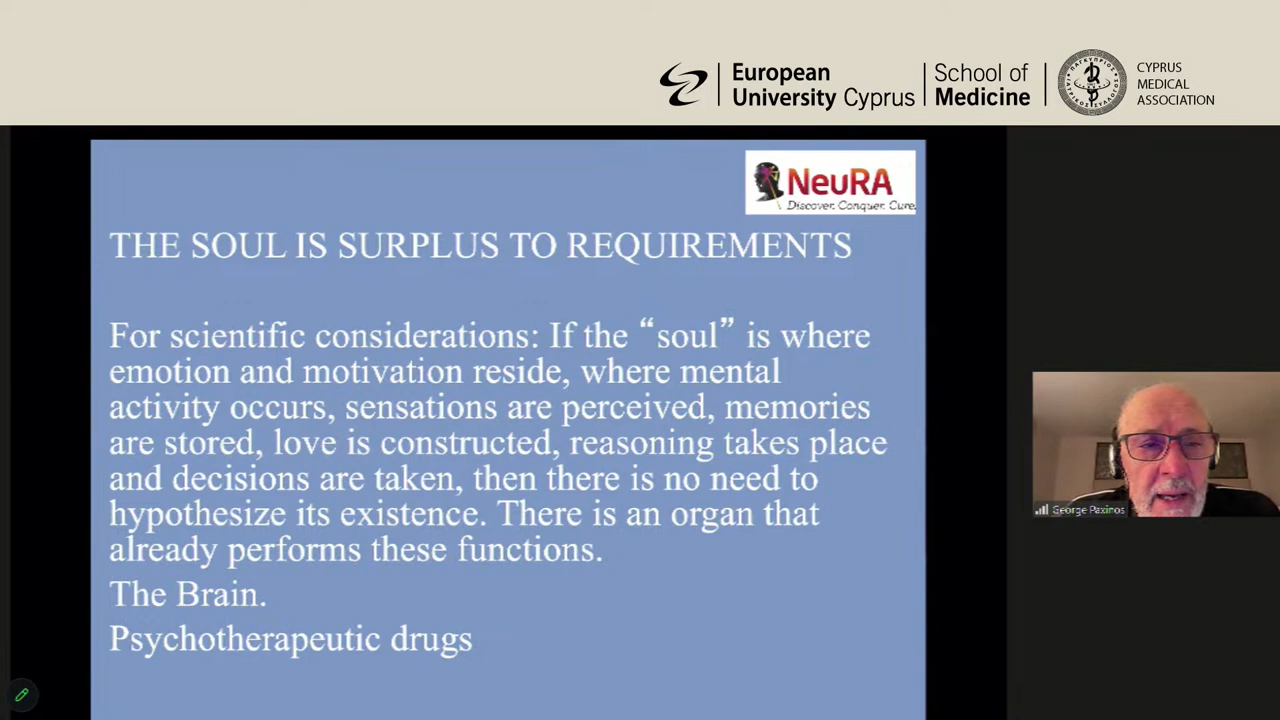 European
University Cyprus
School of
Medicine
ΠΑΓΚΥΠΡΙΟΣ
ΙΑΤΡΙΚΟΣ ΣΥΛΛΟΓΟΣ
CYPRUS
MEDICAL
ASSOCIATION
NeuRA
Discover. Conquer. Cure.
THE SOUL IS SURPLUS TO REQUIREMENTS
For scientific considerations: If the “soul” is where
emotion and motivation reside, where mental
activity occurs, sensations are perceived, memories
are stored, love is constructed, reasoning takes place
and decisions are taken, then there is no need to
hypothesize its existence. There is an organ that
already performs these functions.
The Brain.
Psychotherapeutic drugs
George Paxinos